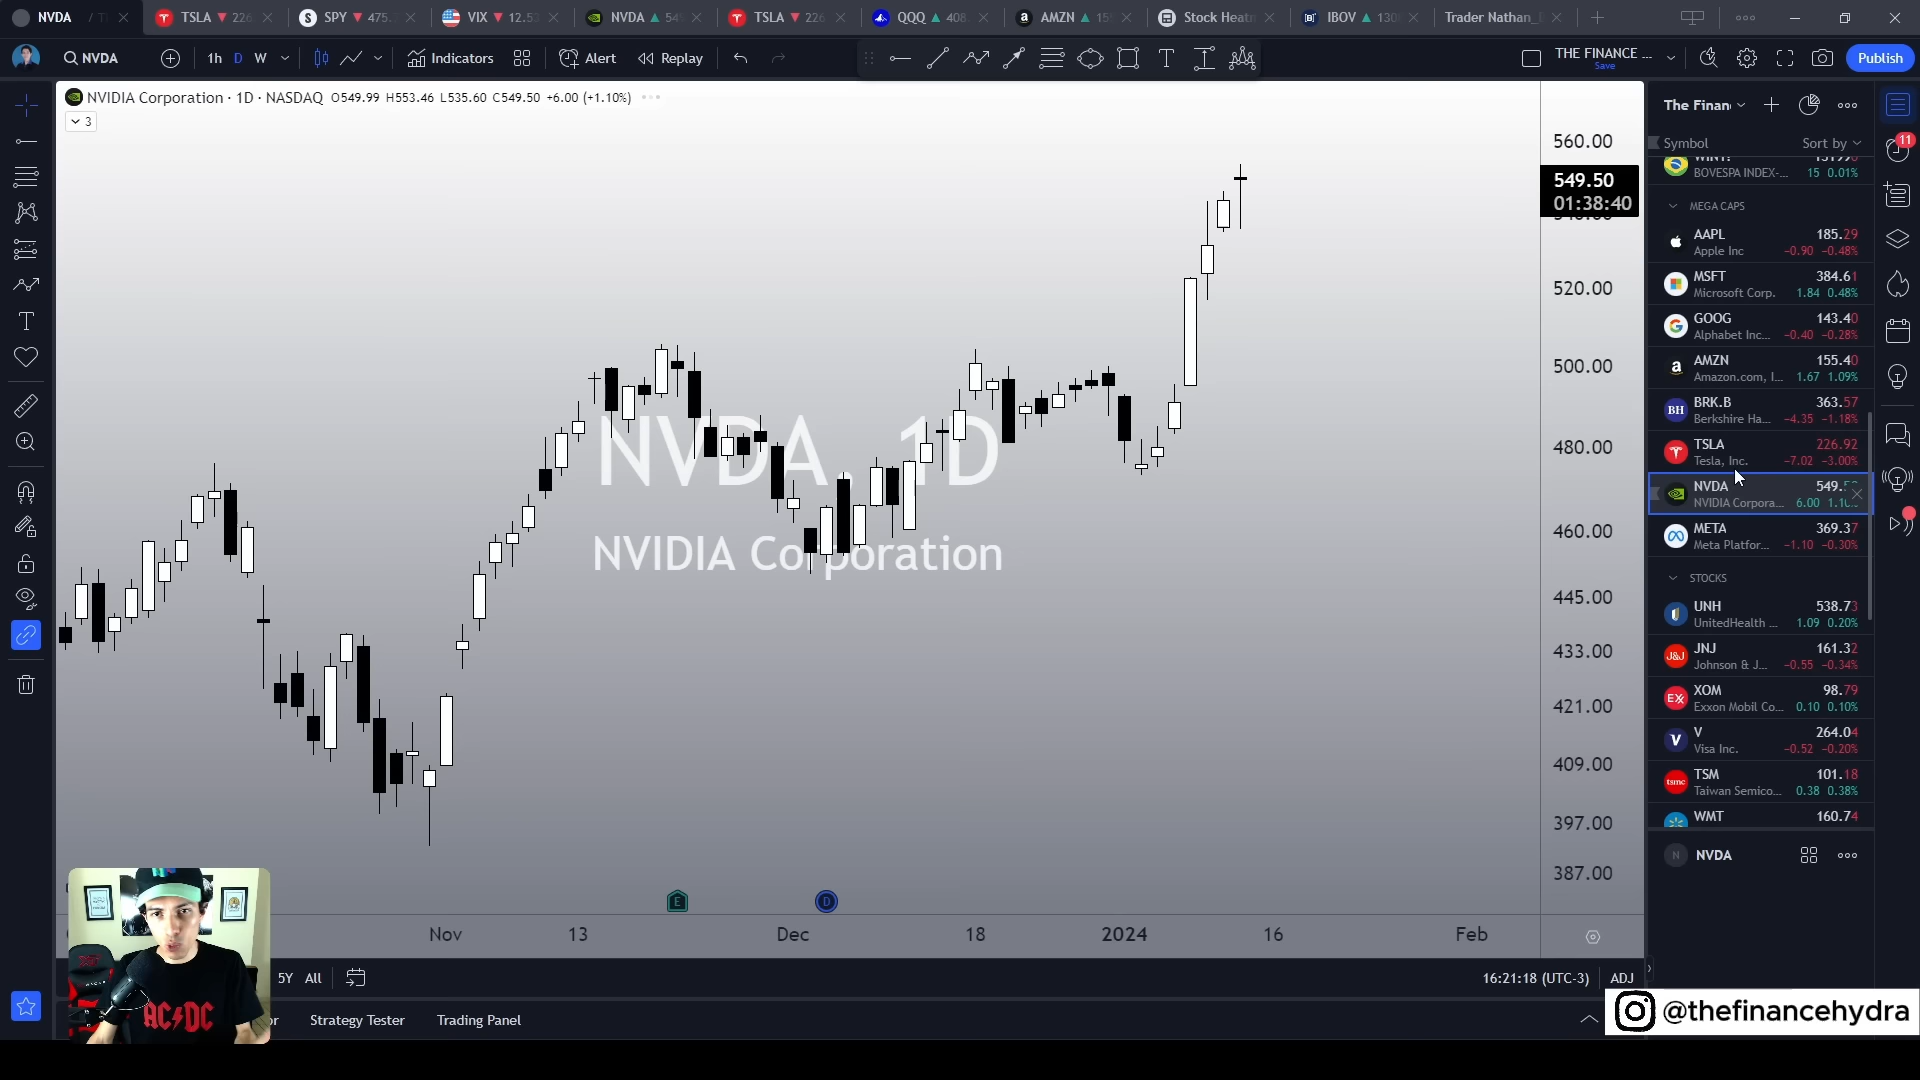 NVDA
TSLA 226
SPY 475.
VIX 12.5
NVDA 54
TSLA 226
QQQ 408.
AMZN 15
Stock Heatm
IBOV 130
Trader Nathan_
NVDA
1h D W
Indicators
Alert
Replay
THE FINANCE ...
Save
Publish
NVIDIA Corporation · 1D · NASDAQ O549.99 H553.46 L535.60 C549.50 +6.00 (+1.10%)
3
NVDA, 1D
NVIDIA Corporation
560.00
549.50
01:38:40
520.00
500.00
480.00
460.00
445.00
433.00
421.00
409.00
397.00
387.00
E
D
Nov 13 Dec 18 2024 16 Feb
5Y All
16:21:18 (UTC-3) ADJ
Strategy Tester Trading Panel
AC DC
@thefinancehydra
The Finan
Symbol Sort by
BOVESPA INDEX-... 15 0.01%
MEGA CAPS
AAPL 185.29
Apple Inc −0.90 −0.48%
MSFT 384.61
Microsoft Corp. 1.84 0.48%
GOOG 143.40
Alphabet Inc... −0.40 −0.28%
AMZN 155.40
Amazon.com, I... 1.67 1.09%
BH
BRK.B 363.57
Berkshire Ha... −4.35 −1.18%
TSLA 226.92
Tesla, Inc. −7.02 −3.00%
NVDA 549.
NVIDIA Corpora... 6.00 1.10
META 369.37
Meta Platfor... −1.10 −0.30%
STOCKS
UNH 538.73
UnitedHealth ... 1.09 0.20%
J&J
JNJ 161.32
Johnson & J... −0.55 −0.34%
XOM 98.79
Exxon Mobil Co... 0.10 0.10%
V
V 264.04
Visa Inc. −0.52 −0.20%
tsmc
TSM 101.18
Taiwan Semico... 0.38 0.38%
WMT 160.74
N
NVDA
11